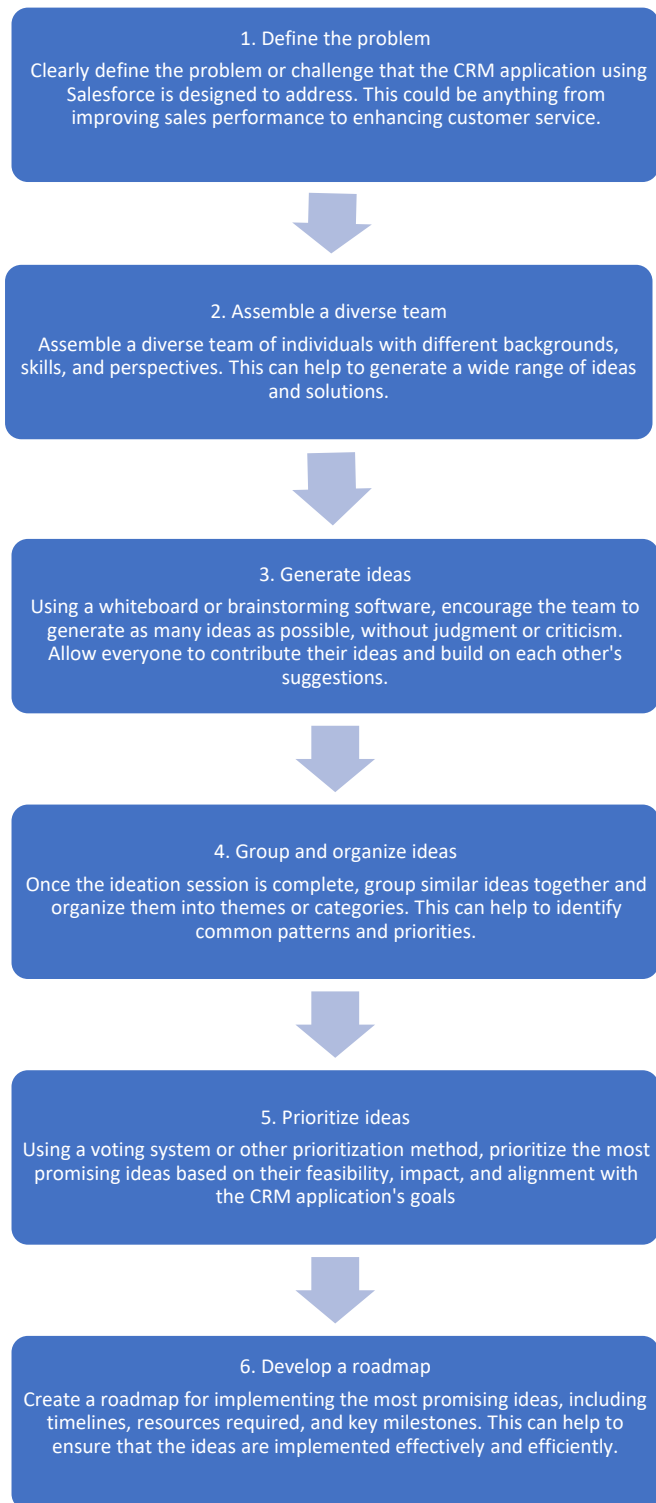 1. Define the problem
Clearly define the problem or challenge that the CRM application using
Salesforce is designed to address. This could be anything from
improving sales performance to enhancing customer service.
2. Assemble a diverse team
Assemble a diverse team of individuals with different backgrounds,
skills, and perspectives. This can help to generate a wide range of ideas
and solutions.
3. Generate ideas
Using a whiteboard or brainstorming software, encourage the team to
generate as many ideas as possible, without judgment or criticism.
Allow everyone to contribute their ideas and build on each other's
suggestions.
4. Group and organize ideas
Once the ideation session is complete, group similar ideas together and
organize them into themes or categories. This can help to identify
common patterns and priorities.
5. Prioritize ideas
Using a voting system or other prioritization method, prioritize the most
promising ideas based on their feasibility, impact, and alignment with
the CRM application's goals
6. Develop a roadmap
Create a roadmap for implementing the most promising ideas, including
timelines, resources required, and key milestones. This can help to
ensure that the ideas are implemented effectively and efficiently.